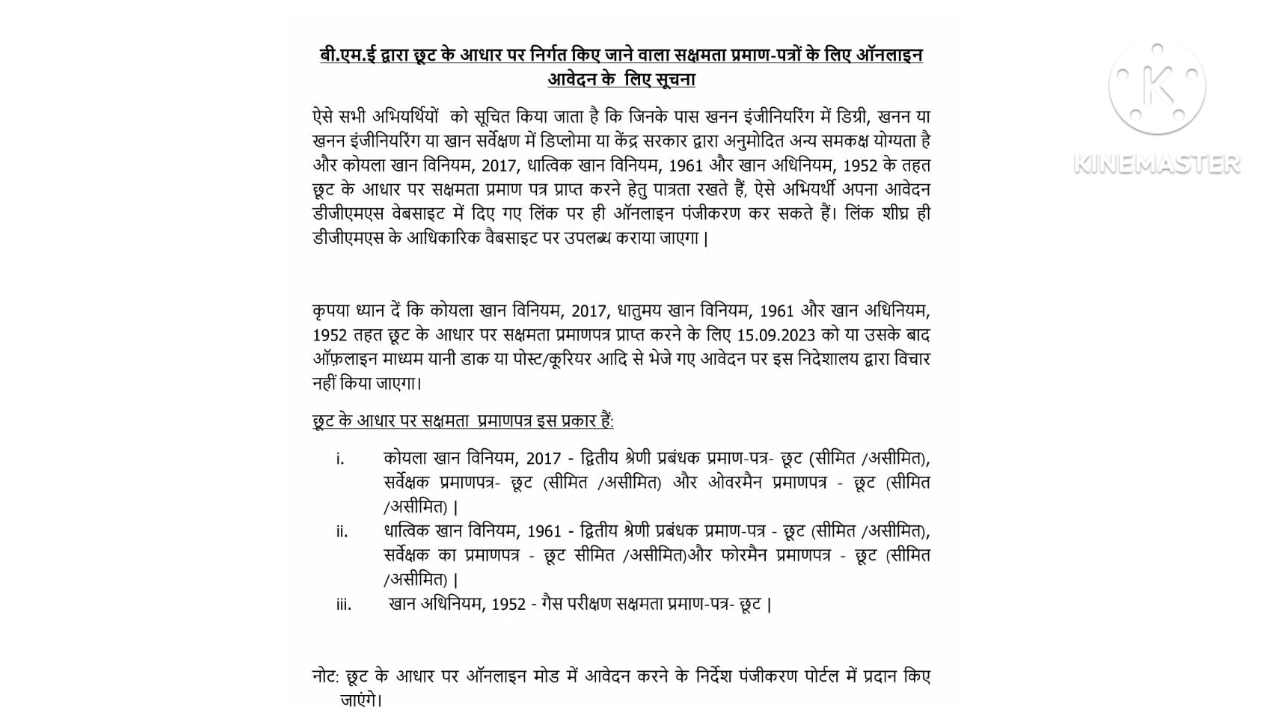 बी.एम.ई द्वारा छूट के आधार पर निर्गत किए जाने वाला सक्षमता प्रमाण-पत्रों के लिए ऑनलाइन
आवेदन के लिए सूचना
ऐसे सभी अभियर्थियों को सूचित किया जाता है कि जिनके पास खनन इंजीनियरिंग में डिग्री, खनन या
खनन इंजीनियरिंग या खान सर्वेक्षण में डिप्लोमा या केंद्र सरकार द्वारा अनुमोदित अन्य समकक्ष योग्यता है
और कोयला खान विनियम, 2017, धात्विक खान विनियम, 1961 और खान अधिनियम, 1952 के तहत
छूट के आधार पर सक्षमता प्रमाण पत्र प्राप्त करने हेतु पात्रता रखते हैं, ऐसे अभियर्थी अपना आवेदन
डीजीएमएस वेबसाइट में दिए गए लिंक पर ही ऑनलाइन पंजीकरण कर सकते हैं। लिंक शीघ्र ही
डीजीएमएस के आधिकारिक वैबसाइट पर उपलब्ध कराया जाएगा |
कृपया ध्यान दें कि कोयला खान विनियम, 2017, धातुमय खान विनियम, 1961 और खान अधिनियम,
1952 तहत छूट के आधार पर सक्षमता प्रमाणपत्र प्राप्त करने के लिए 15.09.2023 को या उसके बाद
ऑफ़लाइन माध्यम यानी डाक या पोस्ट/कूरियर आदि से भेजे गए आवेदन पर इस निदेशालय द्वारा विचार
नहीं किया जाएगा।
छूट के आधार पर सक्षमता प्रमाणपत्र इस प्रकार हैं:
i. कोयला खान विनियम, 2017 - द्वितीय श्रेणी प्रबंधक प्रमाण-पत्र- छूट (सीमित /असीमित),
सर्वेक्षक प्रमाणपत्र- छूट (सीमित /असीमित) और ओवरमैन प्रमाणपत्र - छूट (सीमित
/असीमित) |
ii. धात्विक खान विनियम, 1961 - द्वितीय श्रेणी प्रबंधक प्रमाण-पत्र - छूट (सीमित /असीमित),
सर्वेक्षक का प्रमाणपत्र - छूट सीमित /असीमित)और फोरमैन प्रमाणपत्र - छूट (सीमित
/असीमित) |
iii. खान अधिनियम, 1952 - गैस परीक्षण सक्षमता प्रमाण-पत्र- छूट |
नोट: छूट के आधार पर ऑनलाइन मोड में आवेदन करने के निर्देश पंजीकरण पोर्टल में प्रदान किए
जाएंगे।
K
KINEMASTER